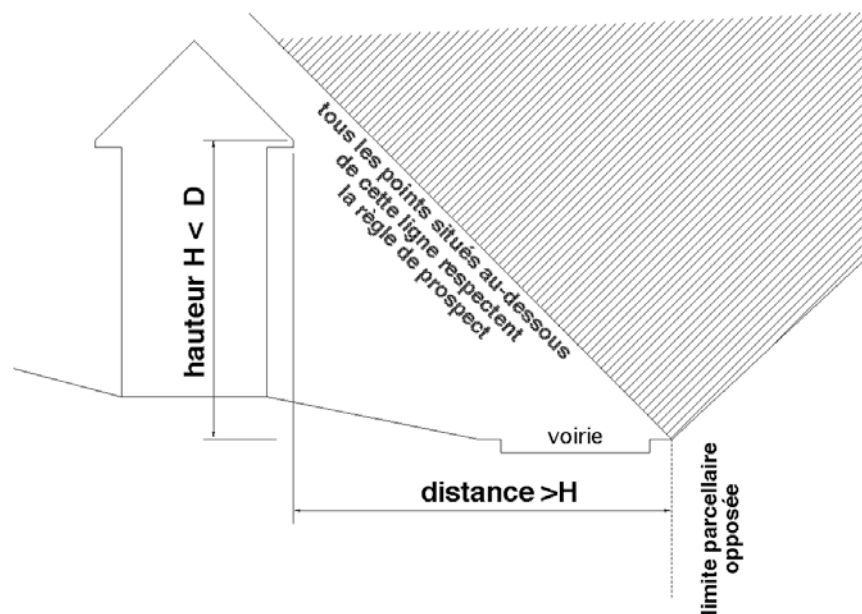 tous les points situés au-dessous
de cette ligne respectent
la règle de prospect
hauteur H < D
voirie
distance >H
limite parcellaire
opposée